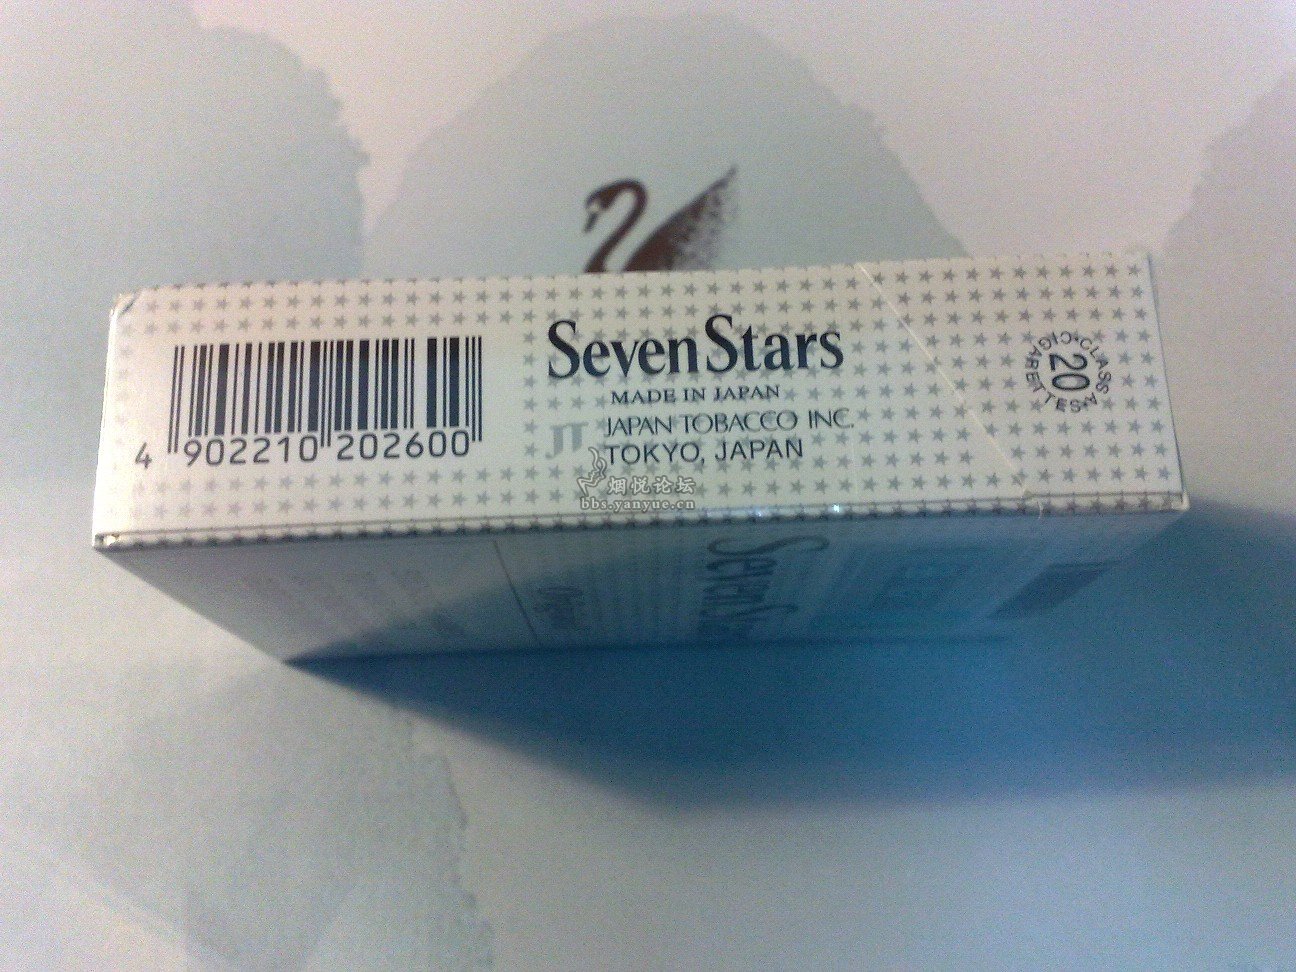 Seven Stars
MADE IN JAPAN
JT JAPAN TOBACCO INC.
TOKYO, JAPAN
4 902210 202600
20 CLASS·A·CIGARETTES
烟悦论坛
bbs.yanyue.cn
Seven